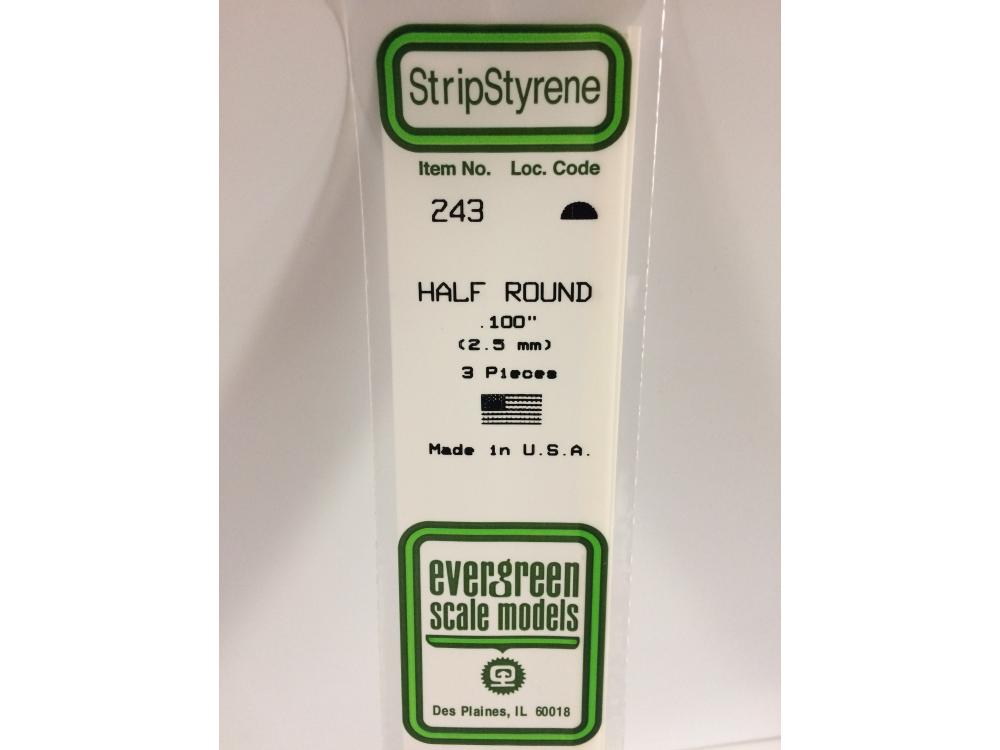 StripStyrene
Item No. Loc. Code
243
HALF ROUND
.100"
(2.5 mm)
3 Pieces
Made in U.S.A.
evergreen
scale models
Des Plaines, IL 60018